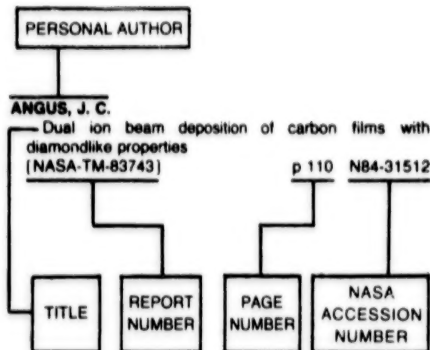 PERSONAL AUTHOR
ANGUS, J. C.
Dual ion beam deposition of carbon films with
diamondlike properties
(NASA-TM-83743) p 110 N84-31512
TITLE
REPORT
NUMBER
PAGE
NUMBER
NASA
ACCESSION
NUMBER